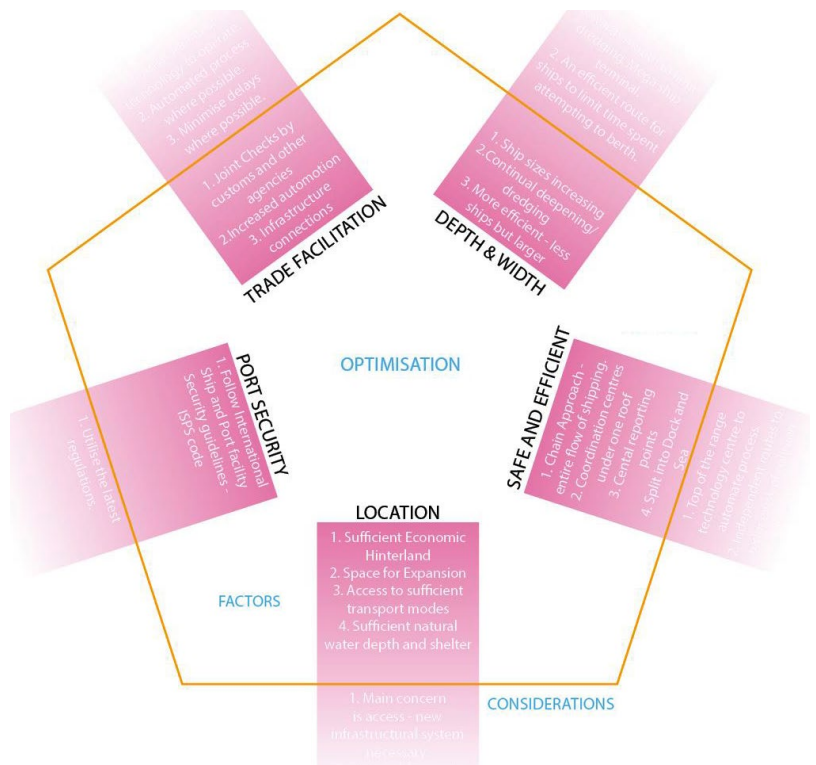 where possible.
2. Automated process
where possible.
3. Minimise delays
where possible.
1. Joint Checks by
customs and other
agencies
2.Increased automotion
3. Infrastructure
connections
TRADE FACILITATION
terminal.
2. An efficient route for
ships to limit time spent
attempting to berth.
1. Ship sizes increasing
2.Continual deepening/
dredging
3. More efficient - less
ships but larger
DEPTH & WIDTH
OPTIMISATION
PORT SECURITY
1. Follow International
Ship and Port facility
Security guidelines -
ISPs code
1. Utilise the latest
regulations.
SAFE AND EFFICIENT
1. Chain Approach -
entire flow of shipping.
2. Coordination centres
under one roof
3. Cental reporting
points
4. Split into Dock and
Sea
1. Top of the range
technology centre to
automate process.
LOCATION
1. Sufficient Economic
Hinterland
2. Space for Expansion
3. Access to sufficient
transport modes
4. Sufficient natural
water depth and shelter
FACTORS
1. Main concern
is access - new
infrastructural system
necessary
CONSIDERATIONS